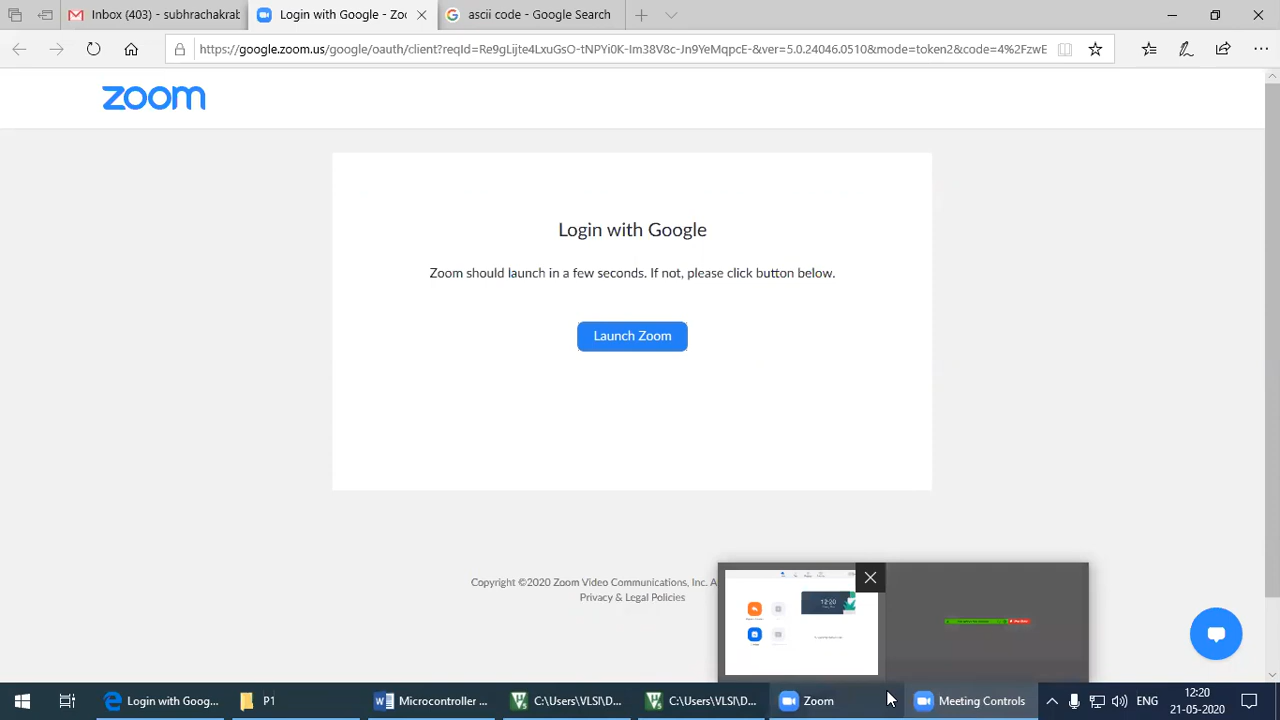 Inbox (403) - subhrachakrab
Login with Google - Zoo
ascii code - Google Search
https://google.zoom.us/google/oauth/client?reqId=Re9gLijte4LxuGsO-tNPYi0K-Im38V8c-Jn9YeMqpcE-&ver=5.0.24046.0510&mode=token2&code=4%2FzwE
zoom
Login with Google
Zoom should launch in a few seconds. If not, please click button below.
Launch Zoom
Copyright ©2020 Zoom Video Communications, Inc. A
Privacy & Legal Policies
12:20
Login with Goog...
P1
Microcontroller ...
C:\Users\VLSI\D...
C:\Users\VLSI\D...
Zoom
Meeting Controls
ENG
12:20
21-05-2020